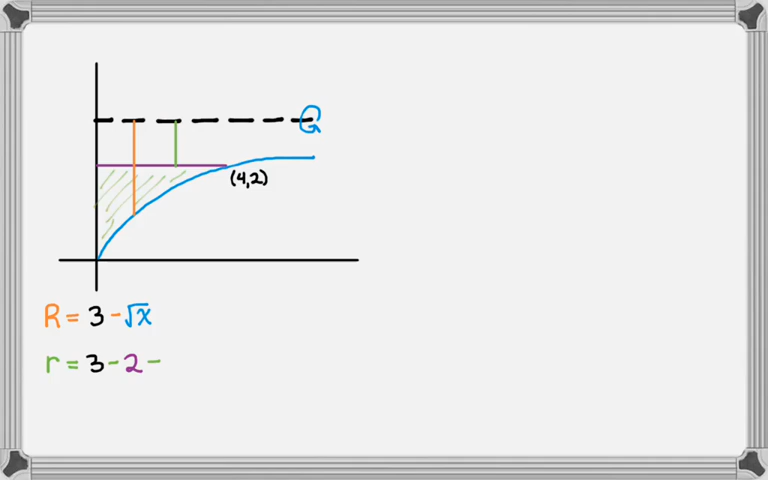 (4,2)
R = 3 - √x
r = 3 - 2 -